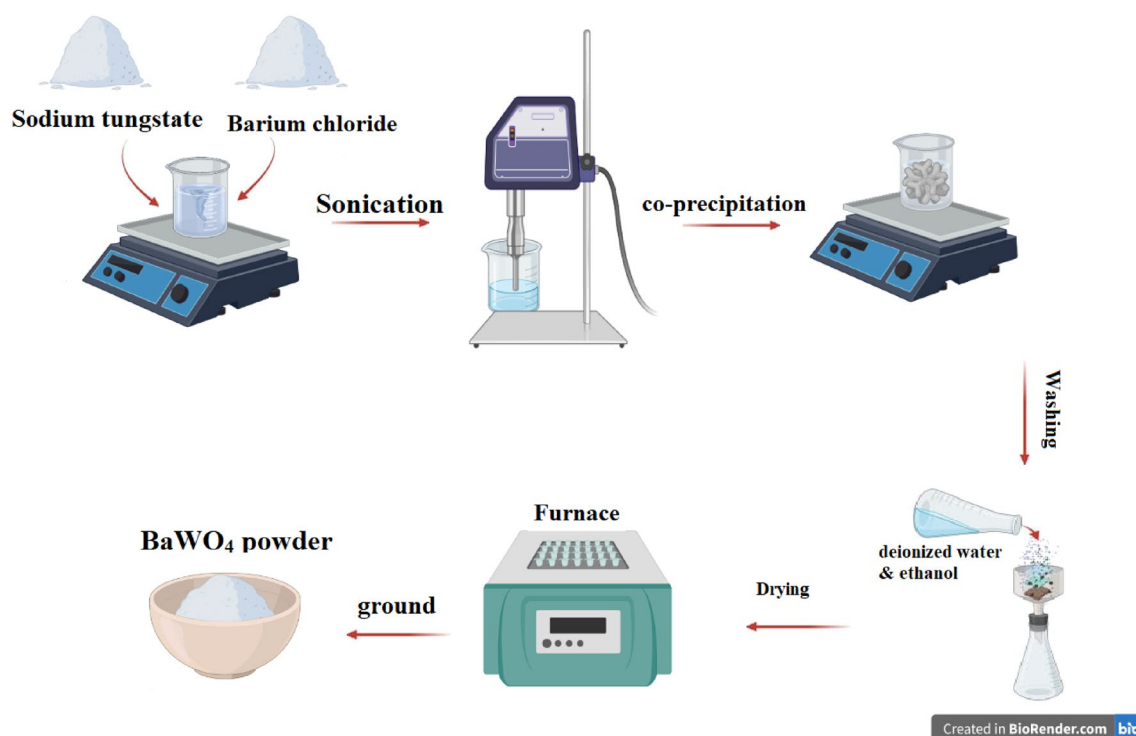 Sodium tungstate
Barium chloride
Sonication
co-precipitation
Washing
deionized water
& ethanol
Drying
Furnace
ground
BaWO₄ powder
Created in BioRender.com bio